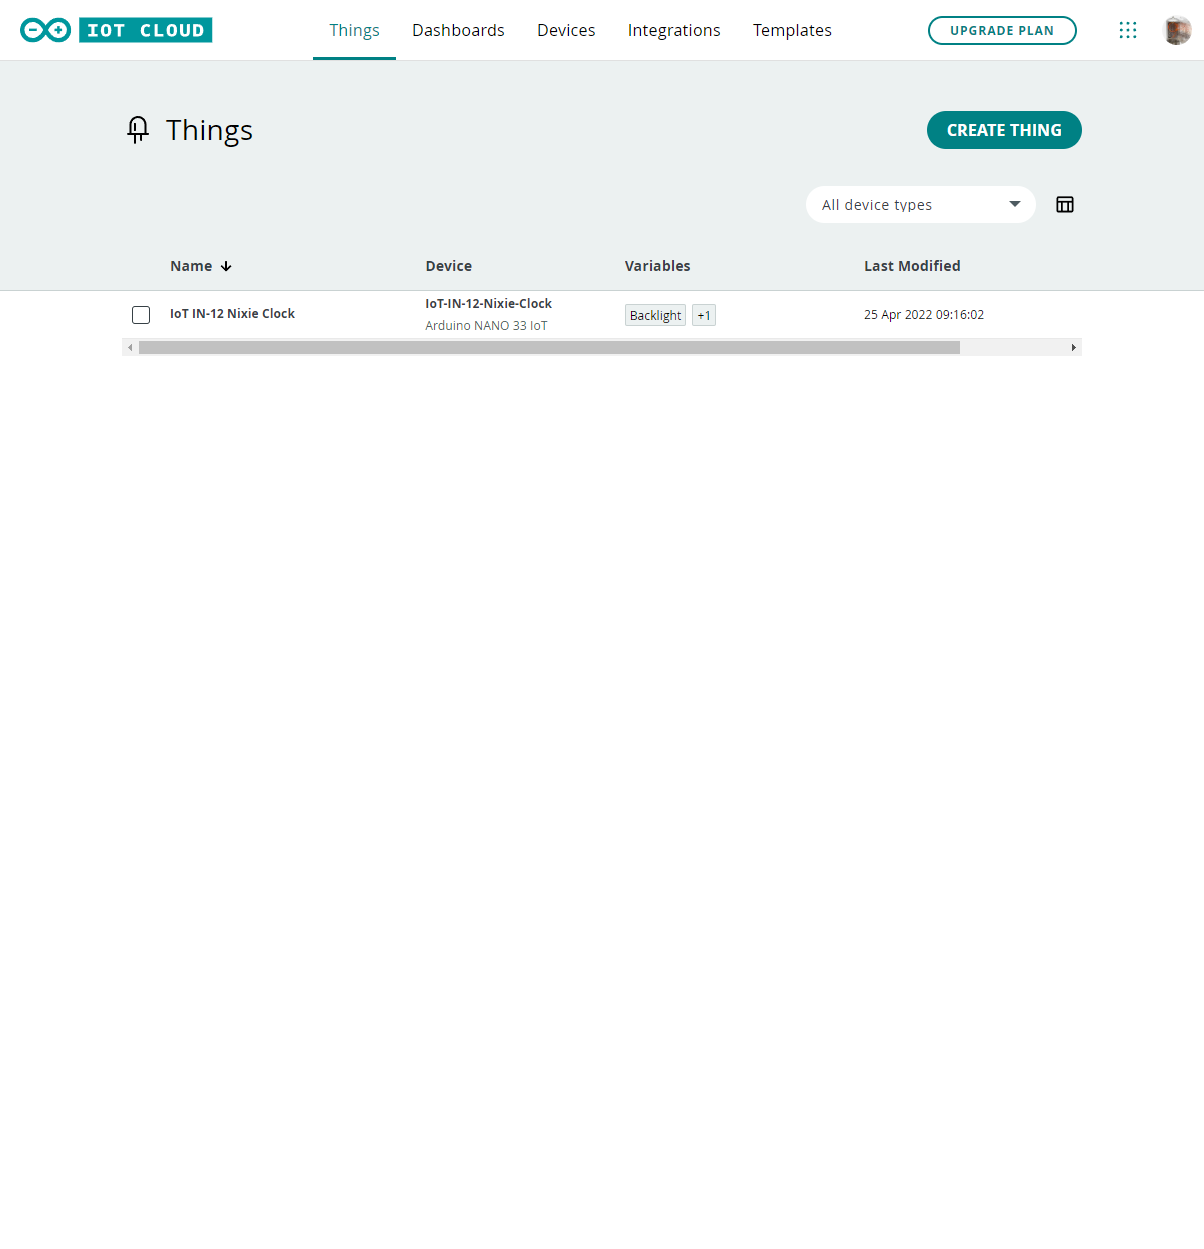 IOT CLOUD Things Dashboards Devices Integrations Templates UPGRADE PLAN
Things CREATE THING
All device types
Name Device Variables Last Modified
IoT IN-12 Nixie Clock IoT-IN-12-Nixie-Clock Backlight +1 25 Apr 2022 09:16:02
Arduino NANO 33 IoT